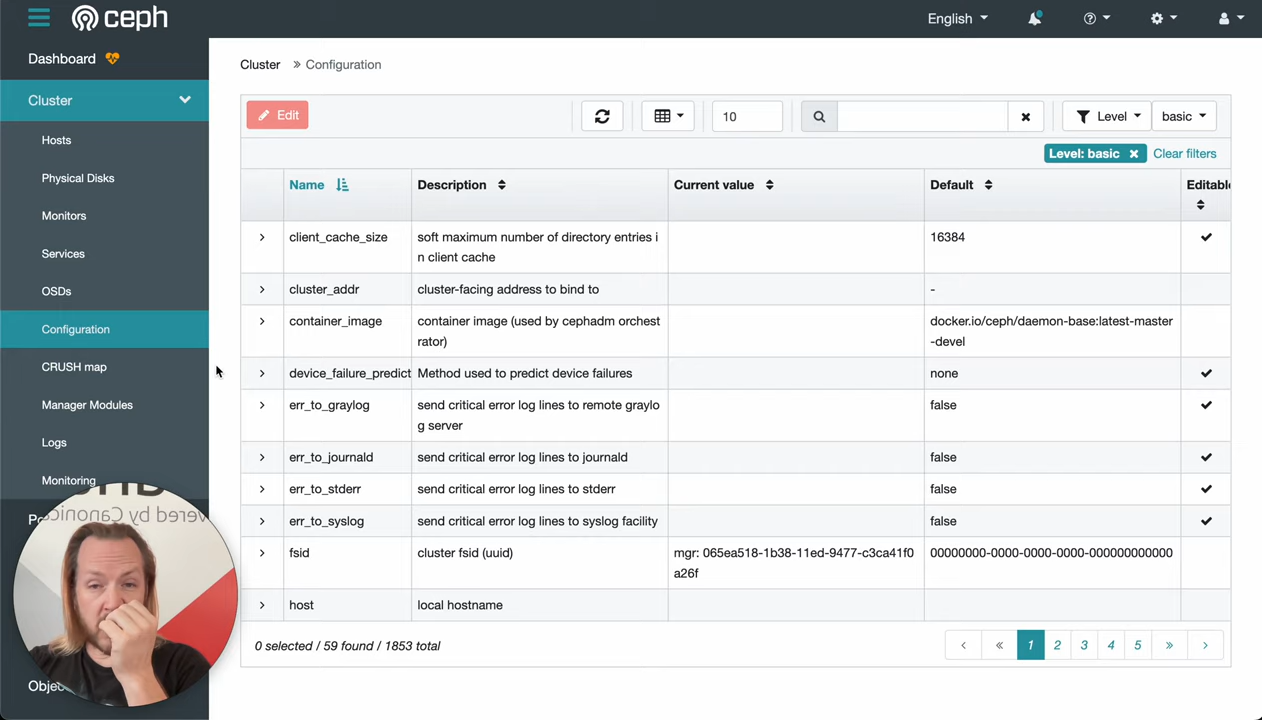 ceph
English
Dashboard
Cluster
Hosts
Physical Disks
Monitors
Services
OSDs
Configuration
CRUSH map
Manager Modules
Logs
Monitoring
Po
vered by Canonica
Objec
Cluster » Configuration
Edit
10
Level
basic
Level: basic
Clear filters
Name Description Current value Default Editable
client_cache_size soft maximum number of directory entries i 16384
n client cache
cluster_addr cluster-facing address to bind to -
container_image container image (used by cephadm orchest docker.io/ceph/daemon-base:latest-master
rator) -devel
device_failure_predict Method used to predict device failures none
err_to_graylog send critical error log lines to remote graylo false
g server
err_to_journald send critical error log lines to journald false
err_to_stderr send critical error log lines to stderr false
err_to_syslog send critical error log lines to syslog facility false
fsid cluster fsid (uuid) mgr: 065ea518-1b38-11ed-9477-c3ca41f0 00000000-0000-0000-0000-000000000000
a26f
host local hostname
0 selected / 59 found / 1853 total
‹ « 1 2 3 4 5 » ›